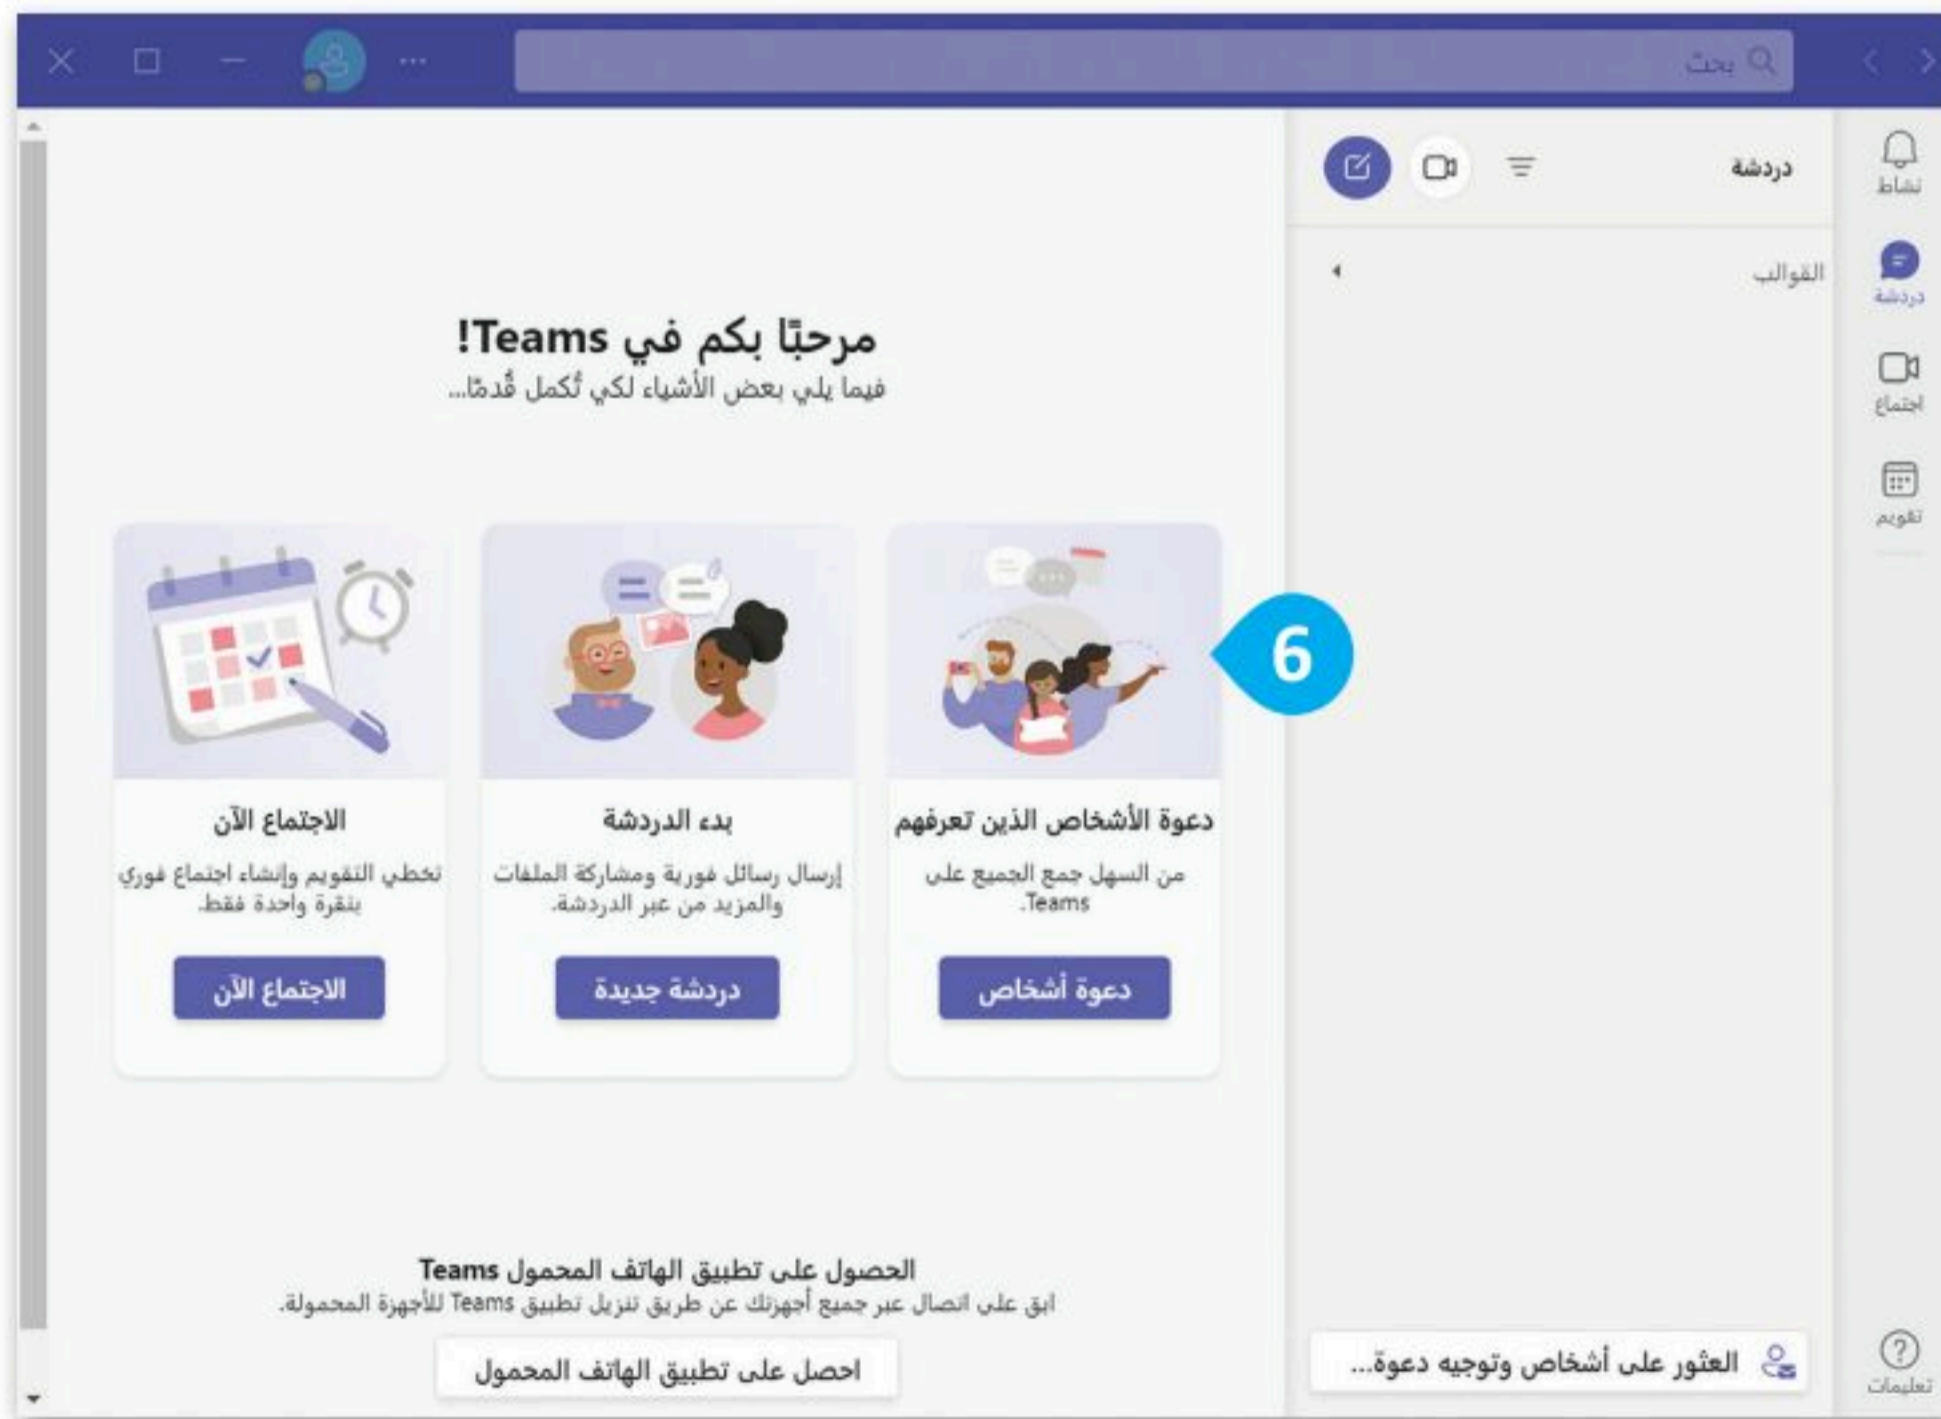 بحث
نشاط
دردشة
اجتماع
تقويم
تعليمات
دردشة
القوالب
العثور على أشخاص وتوجيه دعوة...
مرحبًا بكم في Teams!
فيما يلي بعض الأشياء لكي تُكمل قُدمًا...
6
دعوة الأشخاص الذين تعرفهم
من السهل جمع الجميع على
Teams.
دعوة أشخاص
بدء الدردشة
إرسال رسائل فورية ومشاركة الملفات
والمزيد من عبر الدردشة.
دردشة جديدة
الاجتماع الآن
تخطي التقويم وإنشاء اجتماع فوري
بنقرة واحدة فقط.
الاجتماع الآن
الحصول على تطبيق الهاتف المحمول Teams
ابق على اتصال عبر جميع أجهزتك عن طريق تنزيل تطبيق Teams للأجهزة المحمولة.
احصل على تطبيق الهاتف المحمول